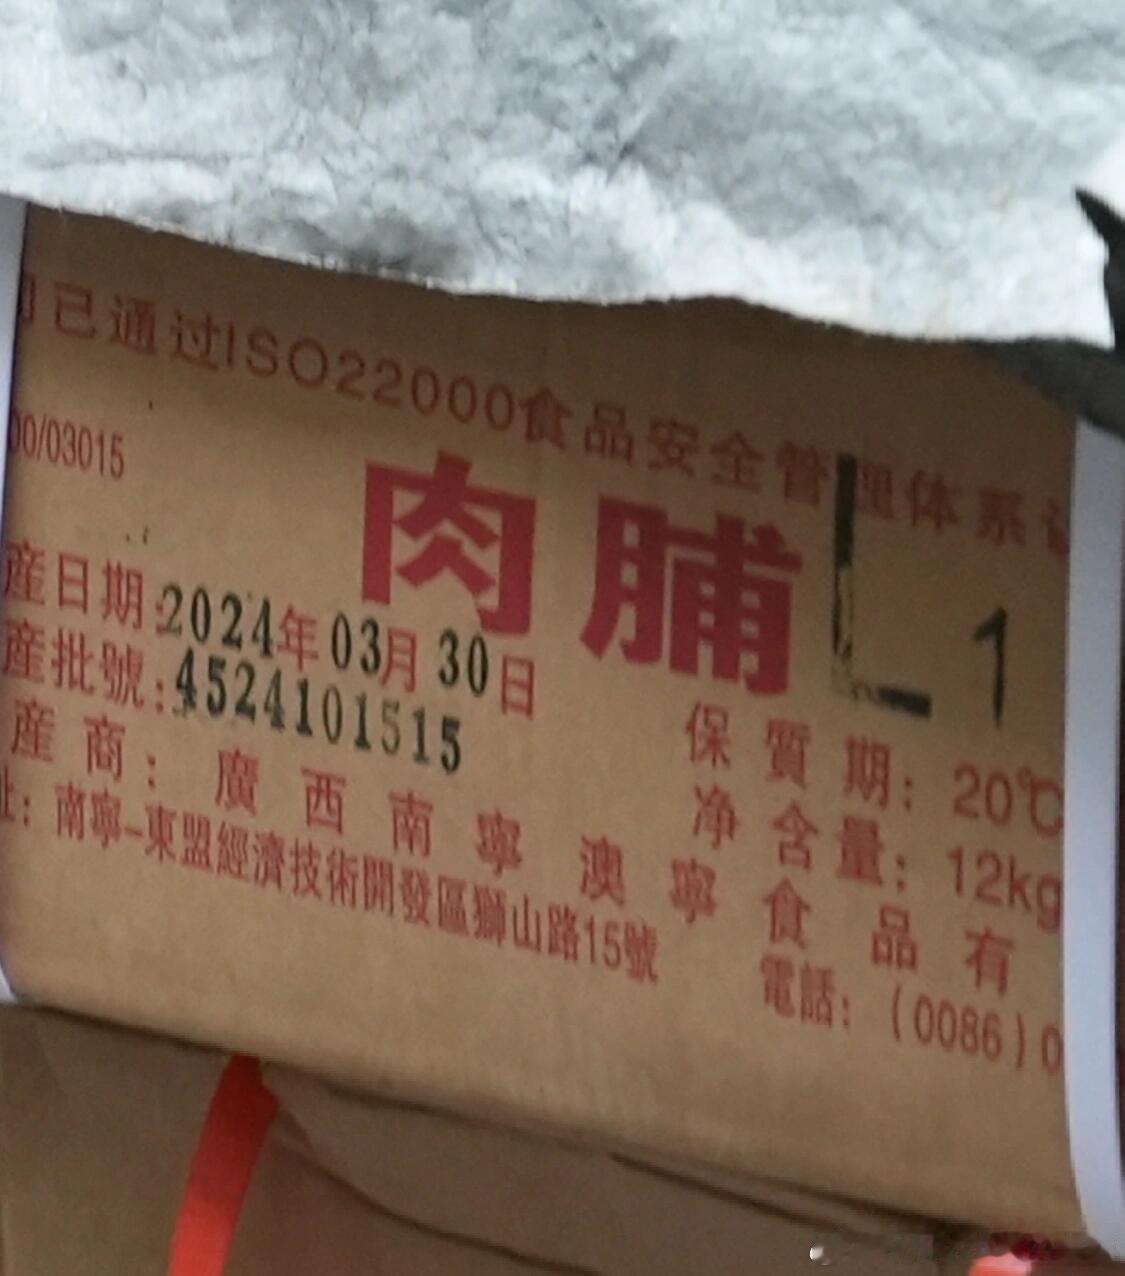 已通过ISO22000食品安全管理体系
00/03015
肉脯 L 1
産日期:2024年03月30日
産批號:4524101515
保質期:20℃
净含量:12kg
産商:廣西南寧澳寧食品有
址:南寧-東盟經濟技術開發區獅山路15號
電話:(0086)0